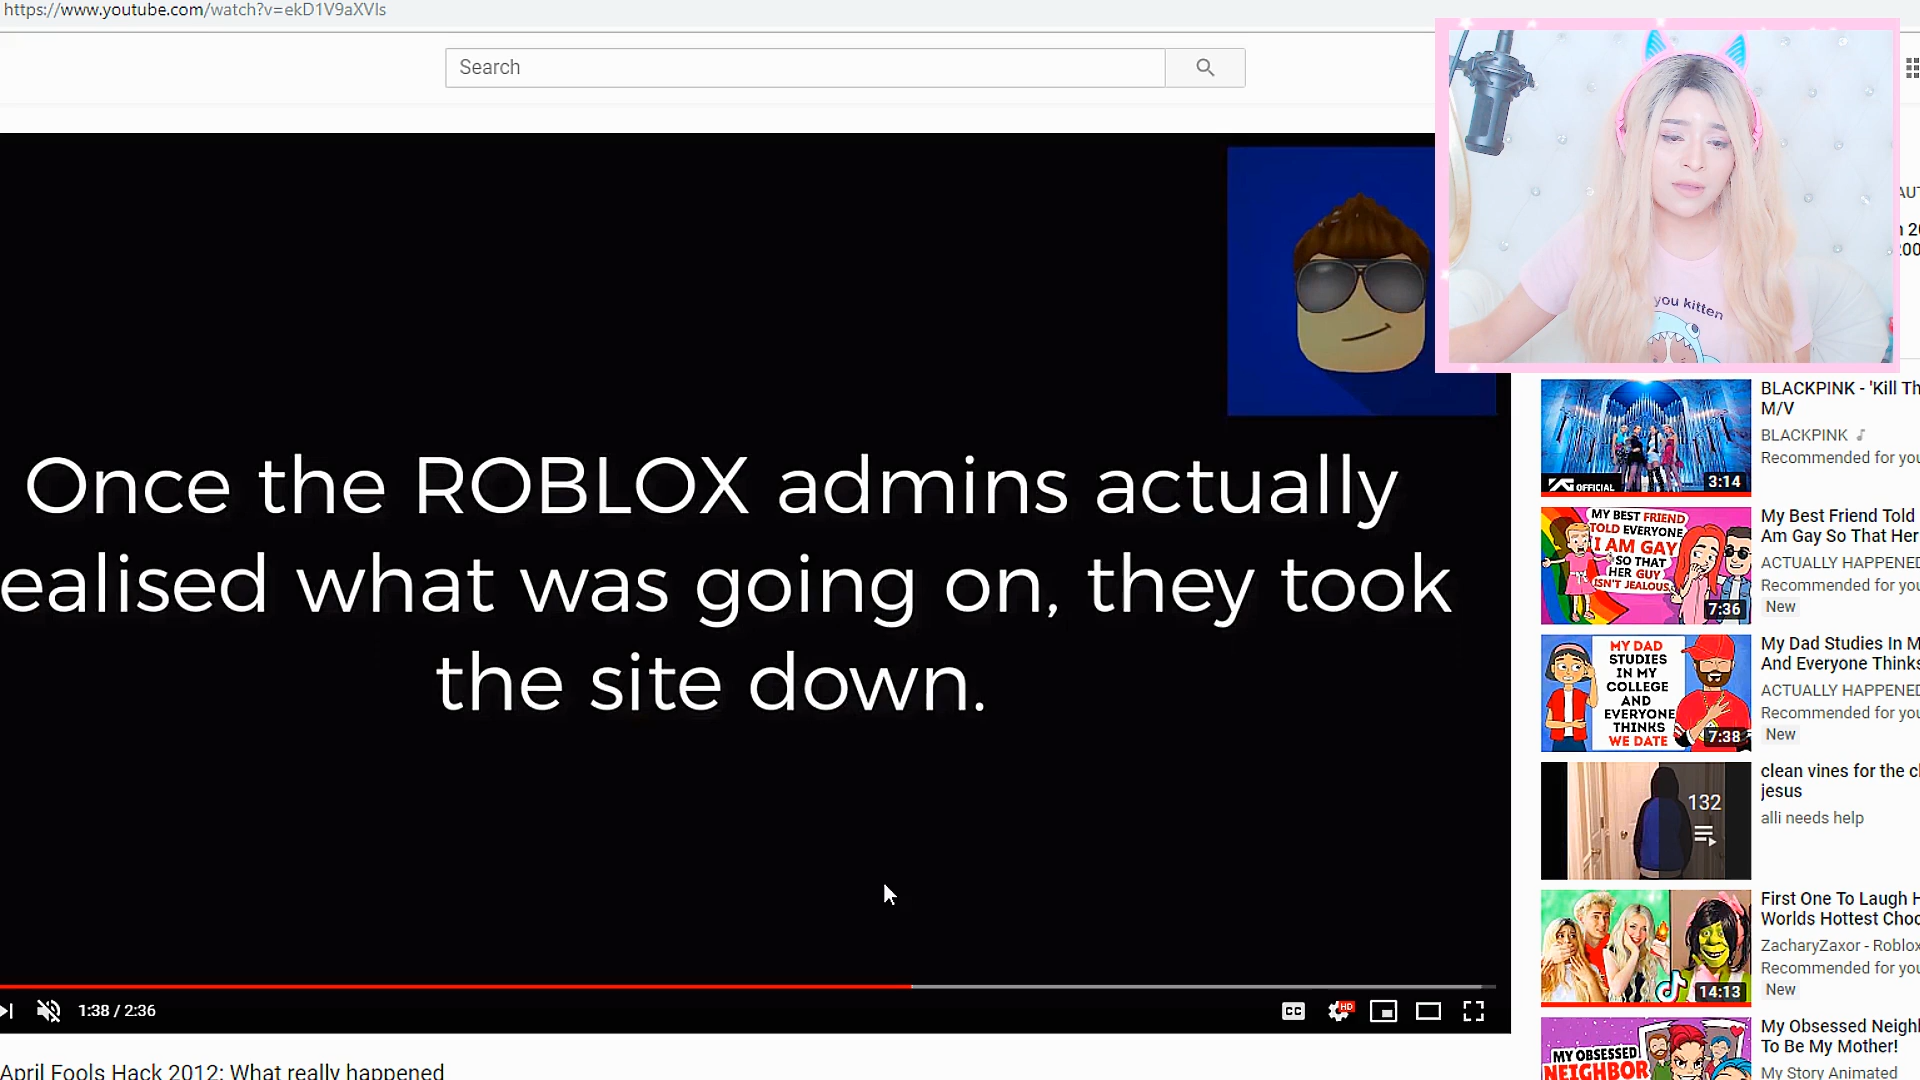 https://www.youtube.com/watch?v=ekD1V9aXVIs
Search
you kitten
Once the ROBLOX admins actually
ealised what was going on, they took
the site down.
1:38 / 2:36
CC
HD
April Fools Hack 2012: What really happened
OFFICIAL
3:14
BLACKPINK - 'Kill Th
M/V
BLACKPINK
Recommended for you
MY BEST FRIEND
TOLD EVERYONE
I AM GAY
SO THAT
HER GUY
ISN'T JEALOUS
7:36
My Best Friend Told
Am Gay So That Her
ACTUALLY HAPPENED
Recommended for you
New
MY DAD
STUDIES
IN MY
COLLEGE
AND
EVERYONE
THINKS
WE DATE
7:38
My Dad Studies In M
And Everyone Thinks
ACTUALLY HAPPENED
Recommended for you
New
132
clean vines for the c
jesus
alli needs help
14:13
First One To Laugh
Worlds Hottest Choc
ZacharyZaxor - Roblox
Recommended for you
New
MY OBSESSED
NEIGHBOR
My Obsessed Neigh
To Be My Mother!
My Story Animated